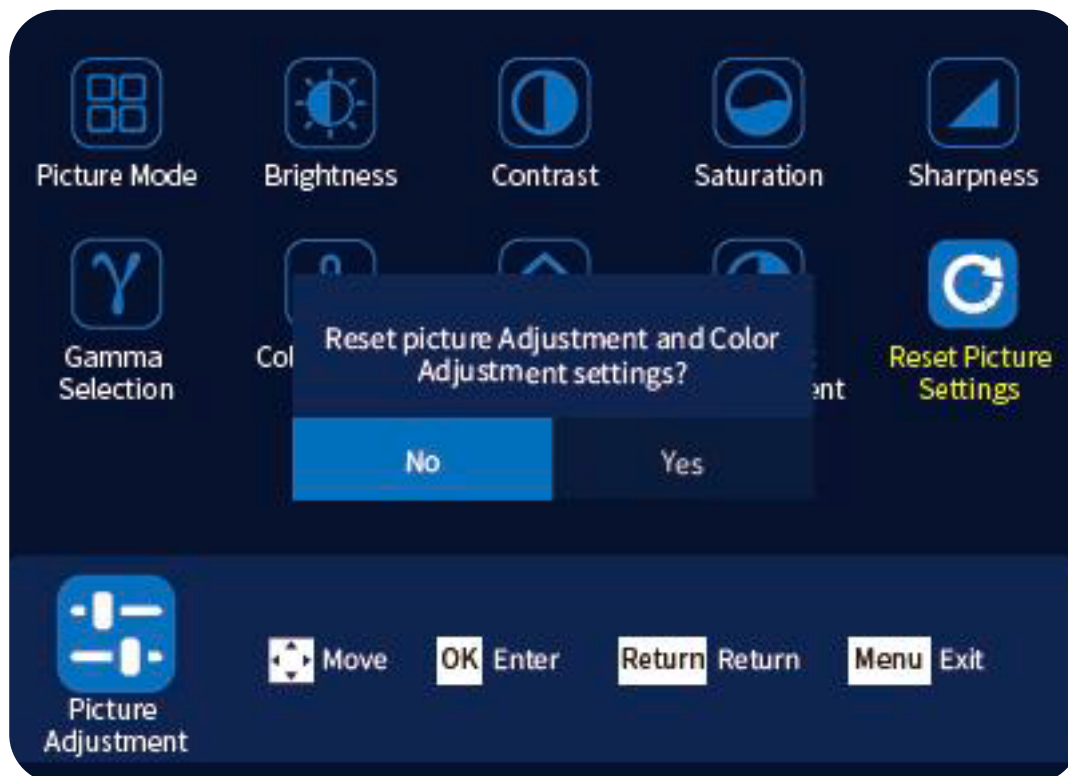 Picture Mode
Brightness
Contrast
Saturation
Sharpness
γ
Gamma
Selection
Reset picture Adjustment and Color
Adjustment settings?
No
Yes
Reset Picture
Settings
Picture
Adjustment
Move
OK Enter
Return Return
Menu Exit